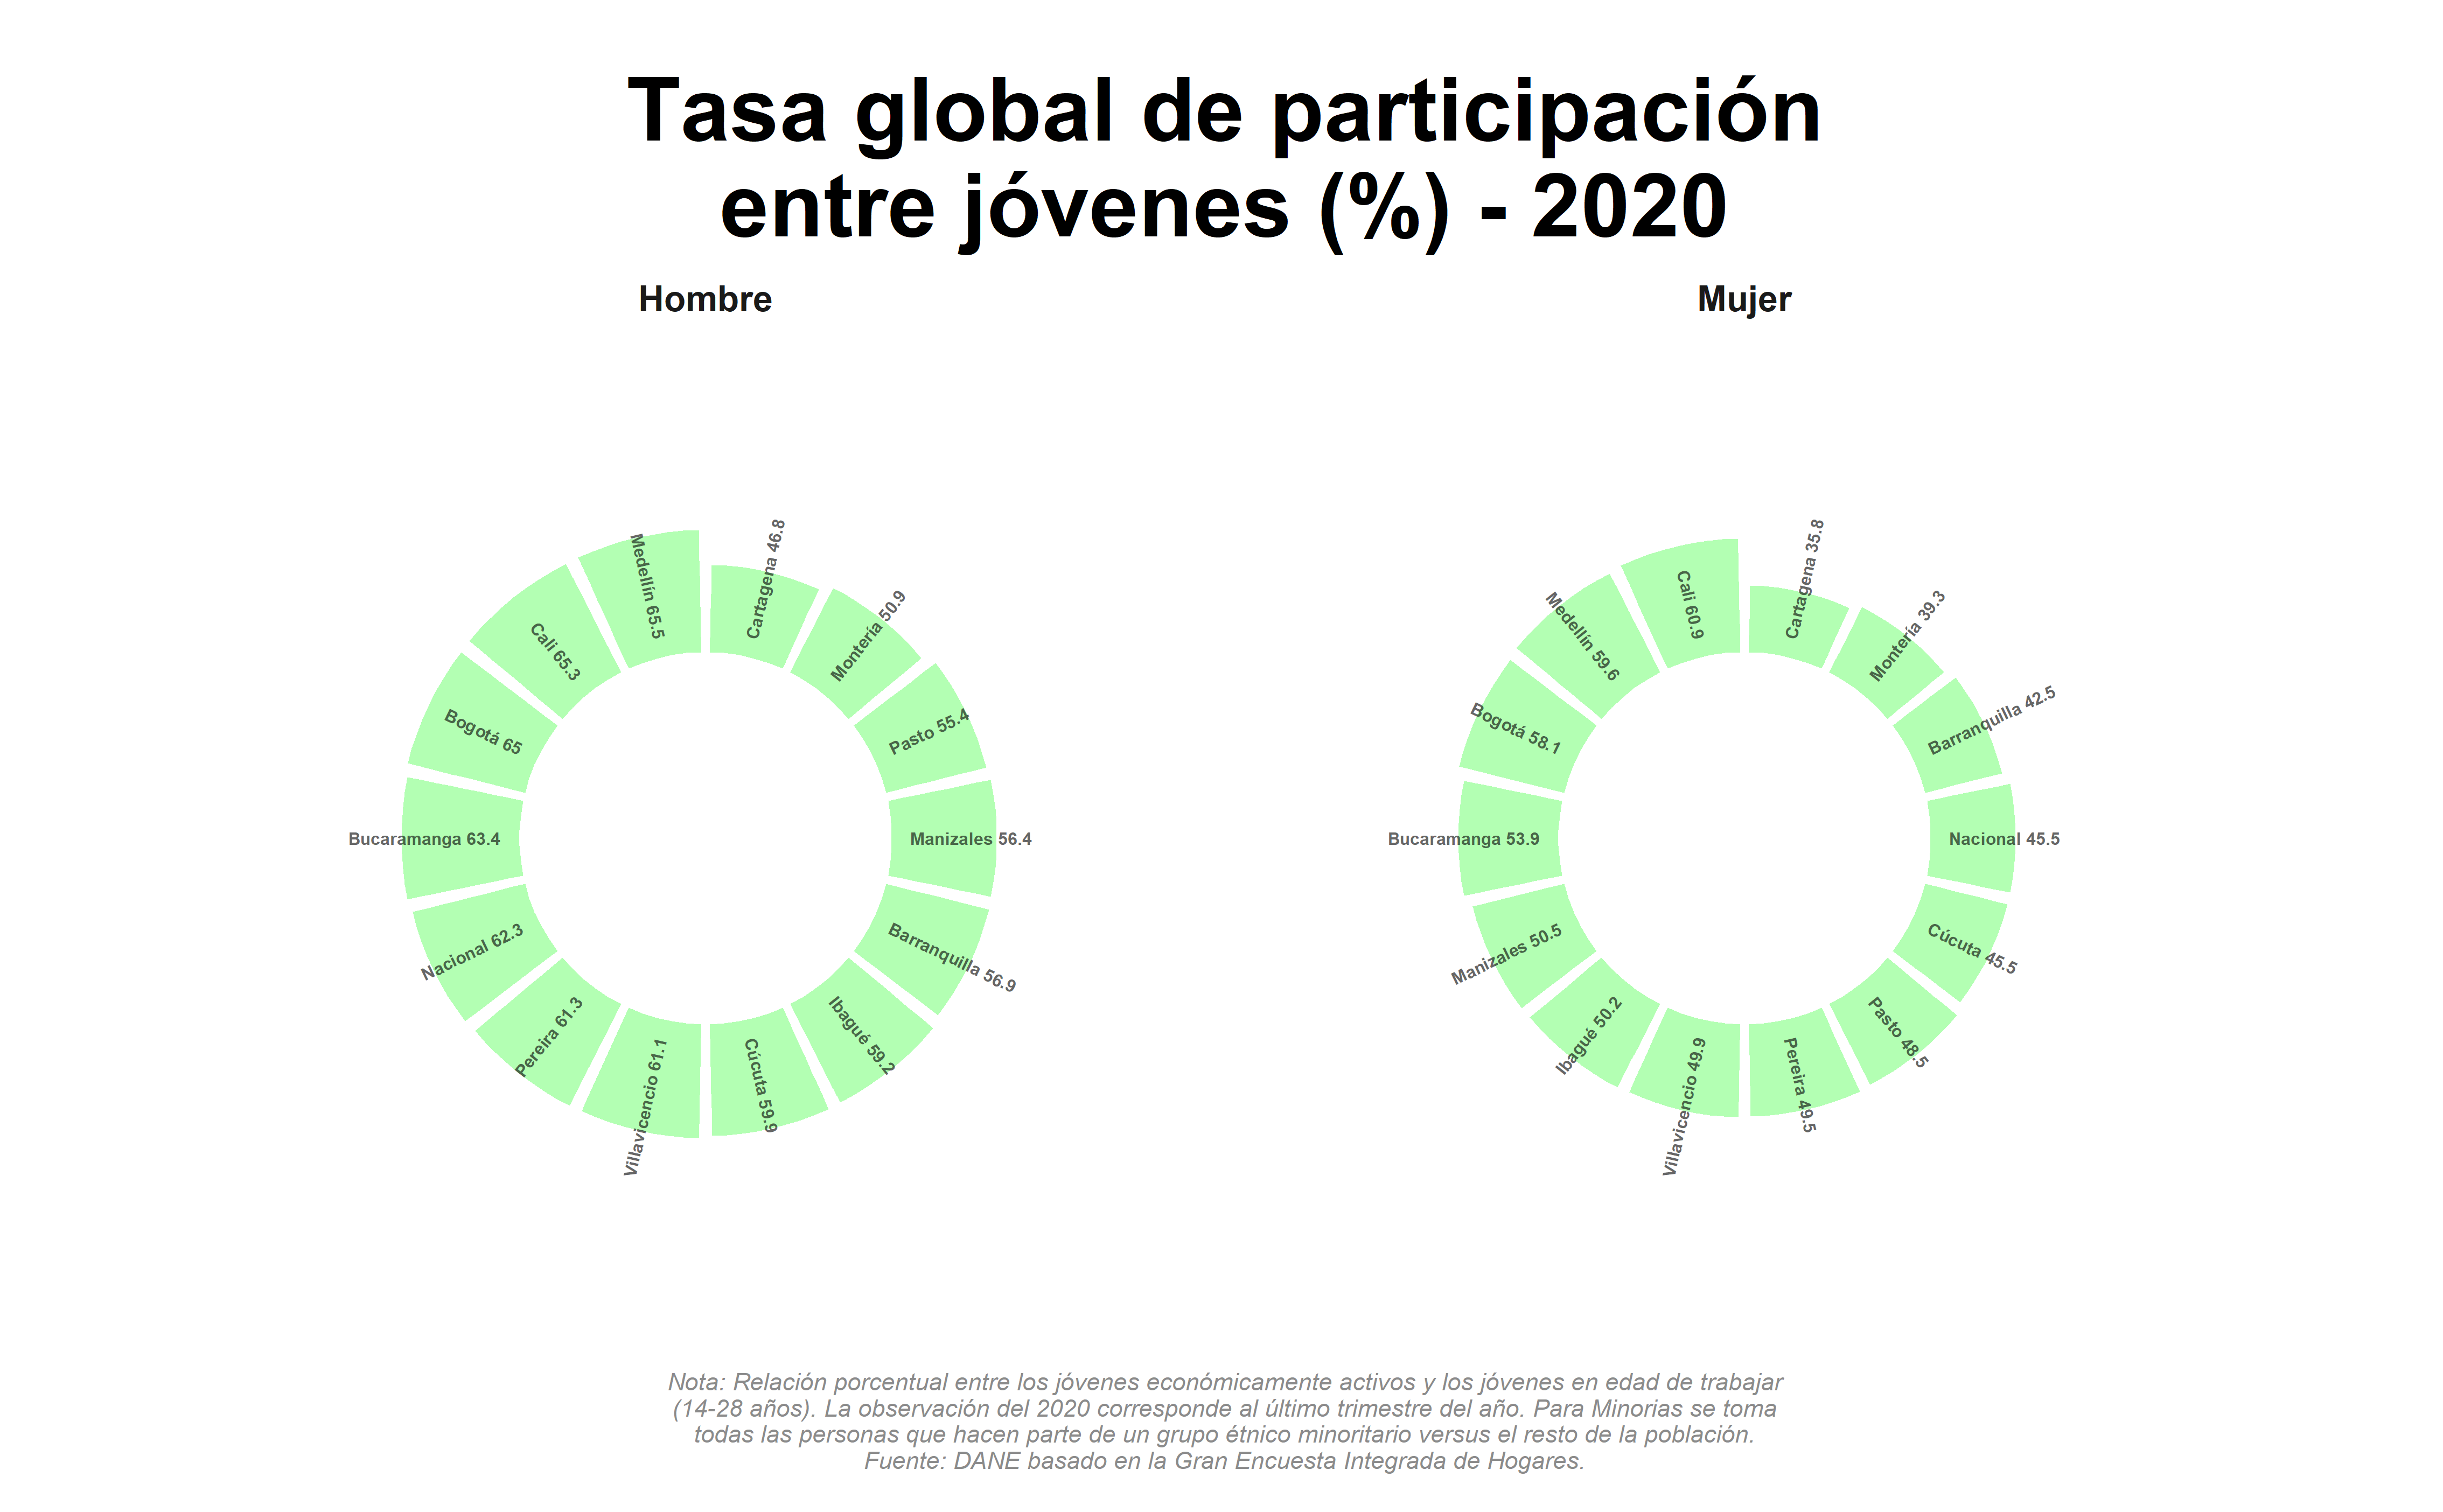 Tasa global de participación
entre jóvenes (%) - 2020
Hombre
Cartagena 46.8
Montería 50.9
Pasto 55.4
Manizales 56.4
Barranquilla 56.9
Ibagué 59.2
Cúcuta 59.9
Villavicencio 61.1
Pereira 61.3
Nacional 62.3
Bucaramanga 63.4
Bogotá 65
Cali 65.3
Medellín 65.5
Mujer
Cartagena 35.8
Montería 39.3
Barranquilla 42.5
Nacional 45.5
Cúcuta 45.5
Pasto 48.5
Pereira 49.5
Villavicencio 49.9
Ibagué 50.2
Manizales 50.5
Bucaramanga 53.9
Bogotá 58.1
Medellín 59.6
Cali 60.9
Nota: Relación porcentual entre los jóvenes económicamente activos y los jóvenes en edad de trabajar
(14-28 años). La observación del 2020 corresponde al último trimestre del año. Para Minorias se toma
todas las personas que hacen parte de un grupo étnico minoritario versus el resto de la población.
Fuente: DANE basado en la Gran Encuesta Integrada de Hogares.